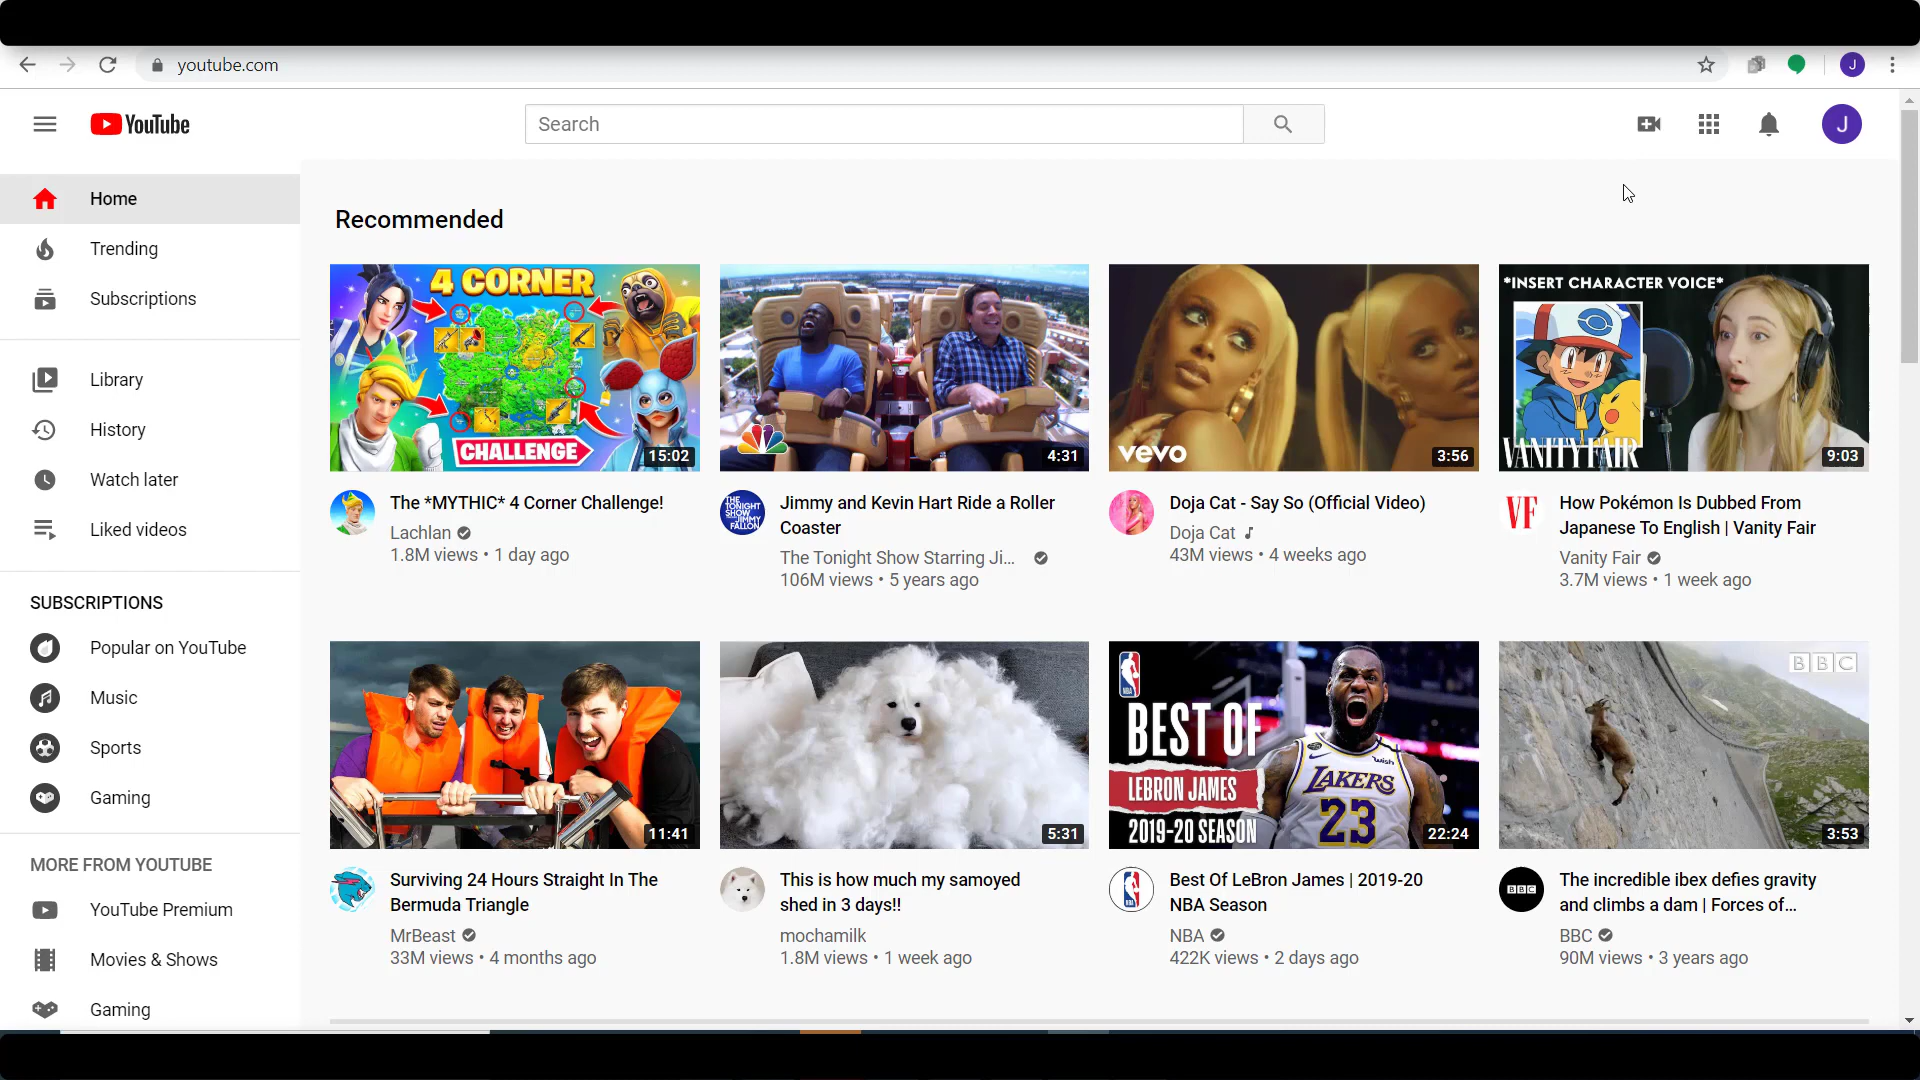 youtube.com
J
YouTube
Search
J
Home
Trending
Subscriptions
Library
History
Watch later
Liked videos
SUBSCRIPTIONS
Popular on YouTube
Music
Sports
Gaming
MORE FROM YOUTUBE
YouTube Premium
Movies & Shows
Gaming
Recommended
4 CORNER
CHALLENGE
15:02
The *MYTHIC* 4 Corner Challenge!
Lachlan
1.8M views • 1 day ago
4:31
THE
TONIGHT
SHOW
JIMMY
FALLON
Jimmy and Kevin Hart Ride a Roller
Coaster
The Tonight Show Starring Ji...
106M views • 5 years ago
vevo
3:56
Doja Cat - Say So (Official Video)
Doja Cat
43M views • 4 weeks ago
*INSERT CHARACTER VOICE*
VANITY FAIR
9:03
VF
How Pokémon Is Dubbed From
Japanese To English | Vanity Fair
Vanity Fair
3.7M views • 1 week ago
11:41
Surviving 24 Hours Straight In The
Bermuda Triangle
MrBeast
33M views • 4 months ago
5:31
This is how much my samoyed
shed in 3 days!!
mochamilk
1.8M views • 1 week ago
NBA
BEST OF
LEBRON JAMES
2019-20 SEASON
wish
LAKERS
23
22:24
Best Of LeBron James | 2019-20
NBA Season
NBA
422K views • 2 days ago
BBC
3:53
BBC
The incredible ibex defies gravity
and climbs a dam | Forces of...
BBC
90M views • 3 years ago